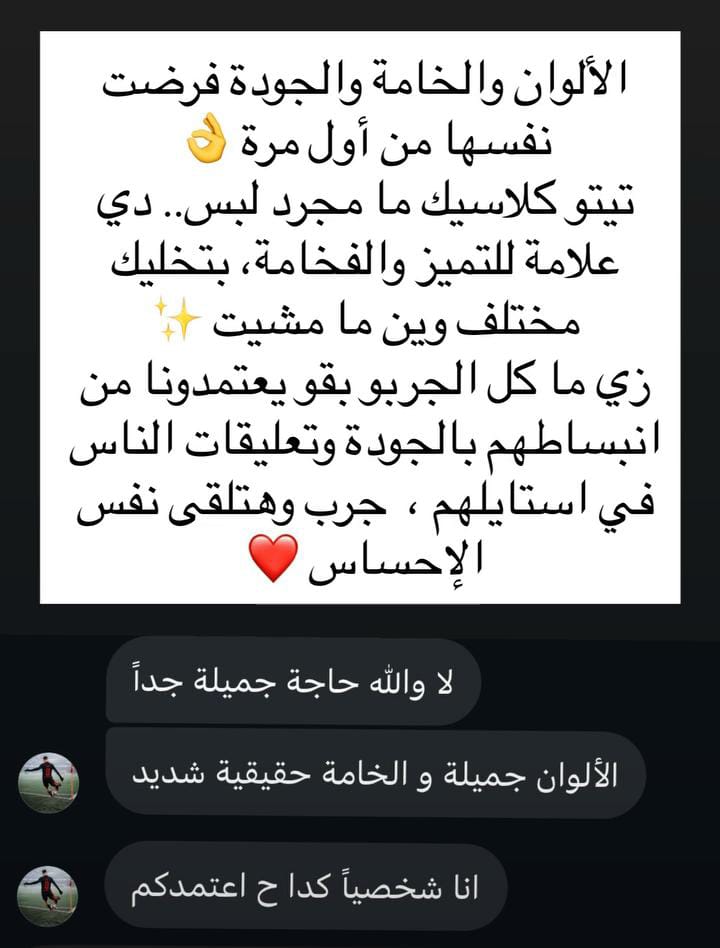 الألوان والخامة والجودة فرضت
نفسها من أول مرة 👌
تيتو كلاسيك ما مجرد لبس.. دي
علامة للتميز والفخامة، بتخليك
مختلف وين ما مشيت ✨
زي ما كل الجربو بقو يعتمدونا من
انبساطهم بالجودة وتعليقات الناس
في استايلهم ، جرب وهتلقى نفس
الإحساس ❤️
لا والله حاجة جميلة جداً
الألوان جميلة و الخامة حقيقية شديد
انا شخصياً كدا ح اعتمدكم